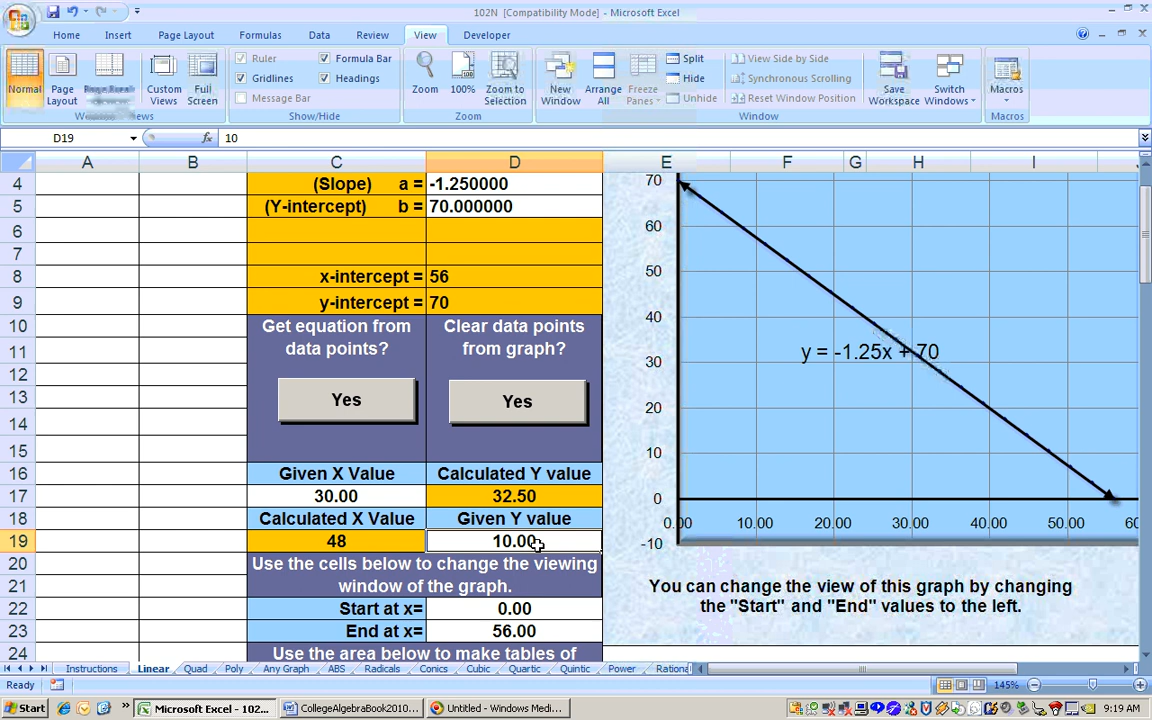 102N [Compatibility Mode] - Microsoft Excel
Home Insert Page Layout Formulas Data Review View Developer
Ruler Formula Bar
Gridlines Headings
Message Bar
Normal Page Layout Custom Views Full Screen
Show/Hide
Zoom 100% Zoom to Selection
Zoom
New Window Arrange All Freeze Panes
Split
Hide
Unhide
View Side by Side
Synchronous Scrolling
Reset Window Position
Window
Save Workspace Switch Windows
Macros
Macros
D19 fx 10
A B C D E F G H I
4 (Slope) a = -1.250000
5 (Y-intercept) b = 70.000000
6
7
8 x-intercept = 56
9 y-intercept = 70
10 Get equation from Clear data points
11 data points? from graph?
12
13 Yes Yes
14
15
16 Given X Value Calculated Y value
17 30.00 32.50
18 Calculated X Value Given Y value
19 48 10.00
20 Use the cells below to change the viewing
21 window of the graph.
22 Start at x= 0.00
23 End at x= 56.00
24 Use the area below to make tables of
70
60
50
40
30
20
10
0
-10
y = -1.25x + 70
0.00 10.00 20.00 30.00 40.00 50.00 60
You can change the view of this graph by changing
the "Start" and "End" values to the left.
Instructions Linear Quad Poly Any Graph ABS Radicals Conics Cubic Quartic Quintic Power Rationa
Ready 145%
Start Microsoft Excel - 102... CollegeAlgebraBook2010... Untitled - Windows Medi... 9:19 AM